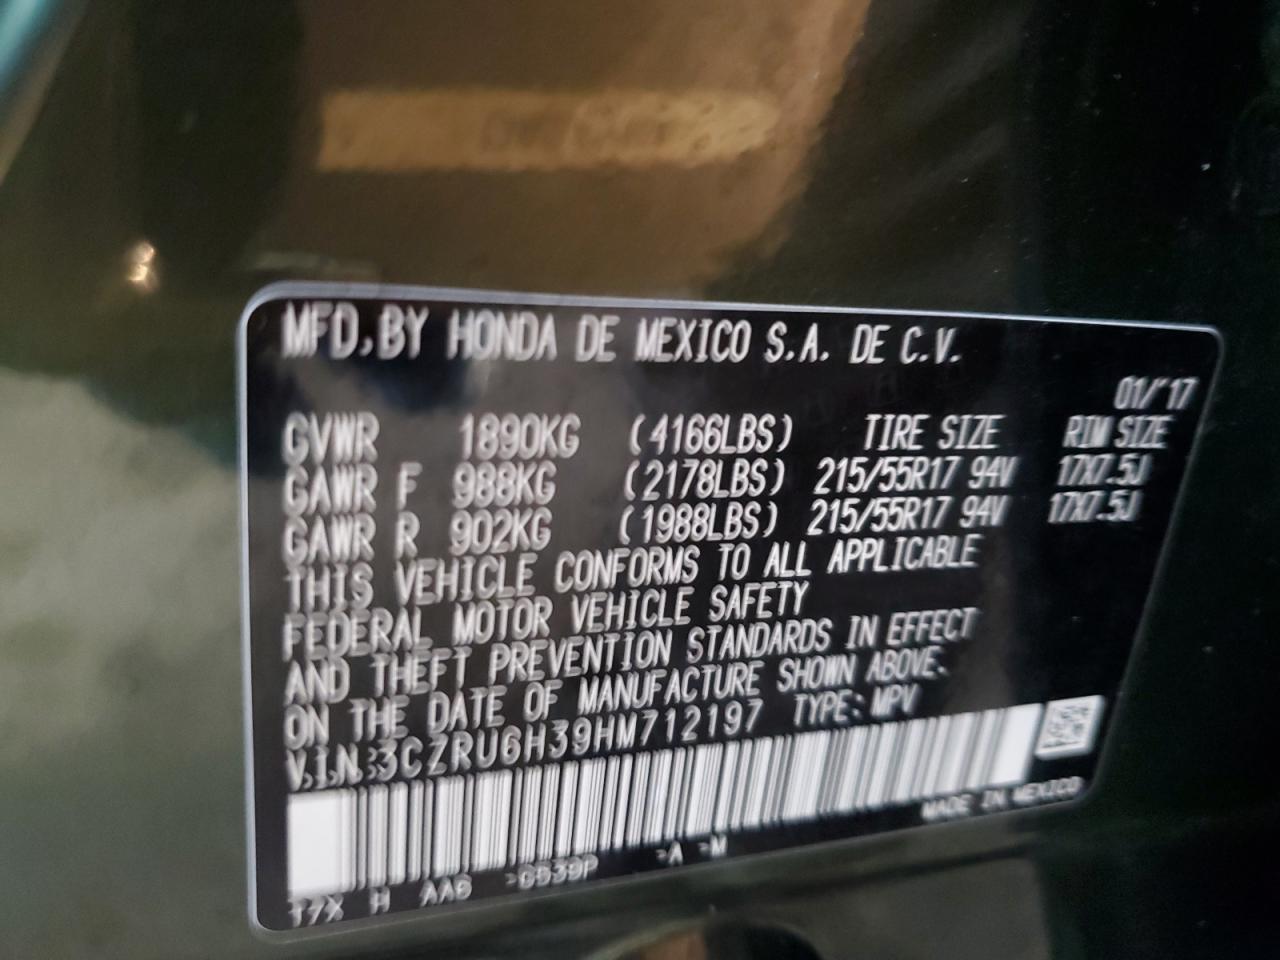 MFD. BY HONDA DE MEXICO S.A. DE C.V.
01/'17
GVWR 1890KG (4166LBS) TIRE SIZE RIM SIZE
GAWR F 988KG (2178LBS) 215/55R17 94V 17X7.5J
GAWR R 902KG (1988LBS) 215/55R17 94V 17X7.5J
THIS VEHICLE CONFORMS TO ALL APPLICABLE
FEDERAL MOTOR VEHICLE SAFETY
AND THEFT PREVENTION STANDARDS IN EFFECT
ON THE DATE OF MANUFACTURE SHOWN ABOVE.
V.I.N.:3CZRU6H39HM712197 TYPE: MPV
MADE IN MEXICO
T7X H AA8 >G539P >A >M